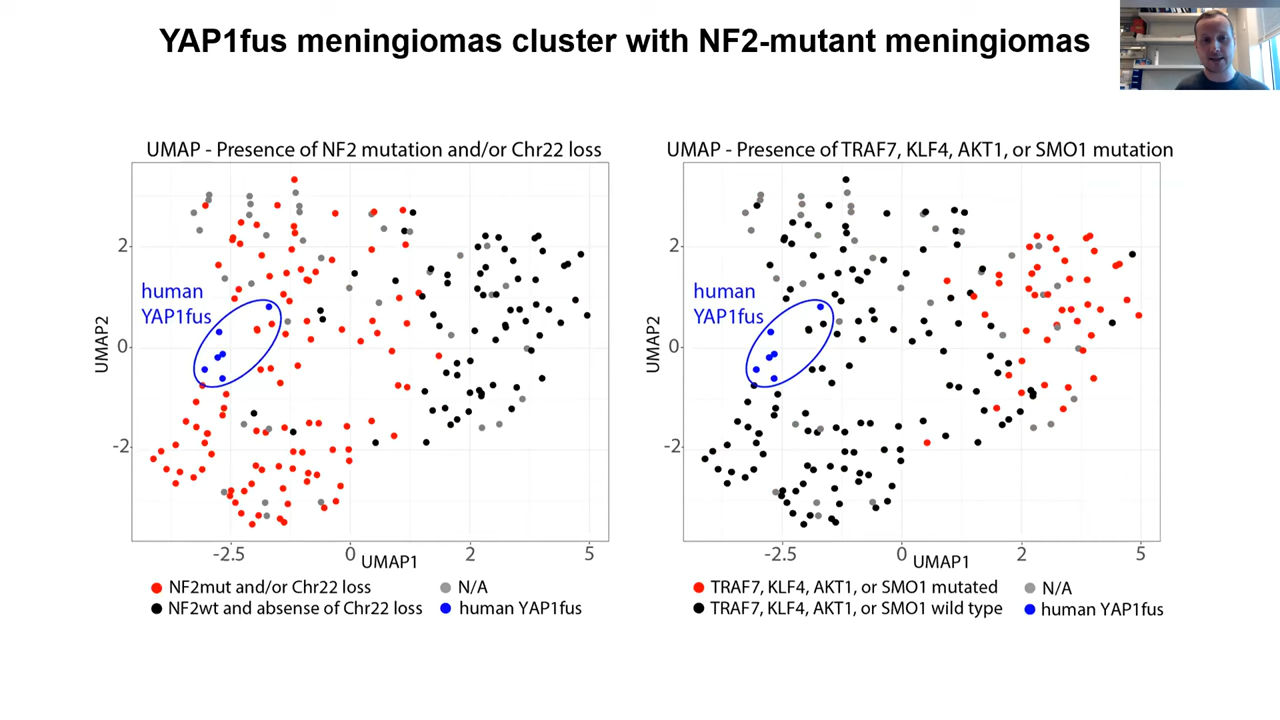 YAP1fus meningiomas cluster with NF2-mutant meningiomas
UMAP - Presence of NF2 mutation and/or Chr22 loss
UMAP2
2
0
-2
human
YAP1fus
-2.5
0
2
5
UMAP1
NF2mut and/or Chr22 loss
N/A
NF2wt and absense of Chr22 loss
human YAP1fus
UMAP - Presence of TRAF7, KLF4, AKT1, or SMO1 mutation
UMAP2
2
0
-2
human
YAP1fus
-2.5
0
2
5
UMAP1
TRAF7, KLF4, AKT1, or SMO1 mutated
N/A
TRAF7, KLF4, AKT1, or SMO1 wild type
human YAP1fus